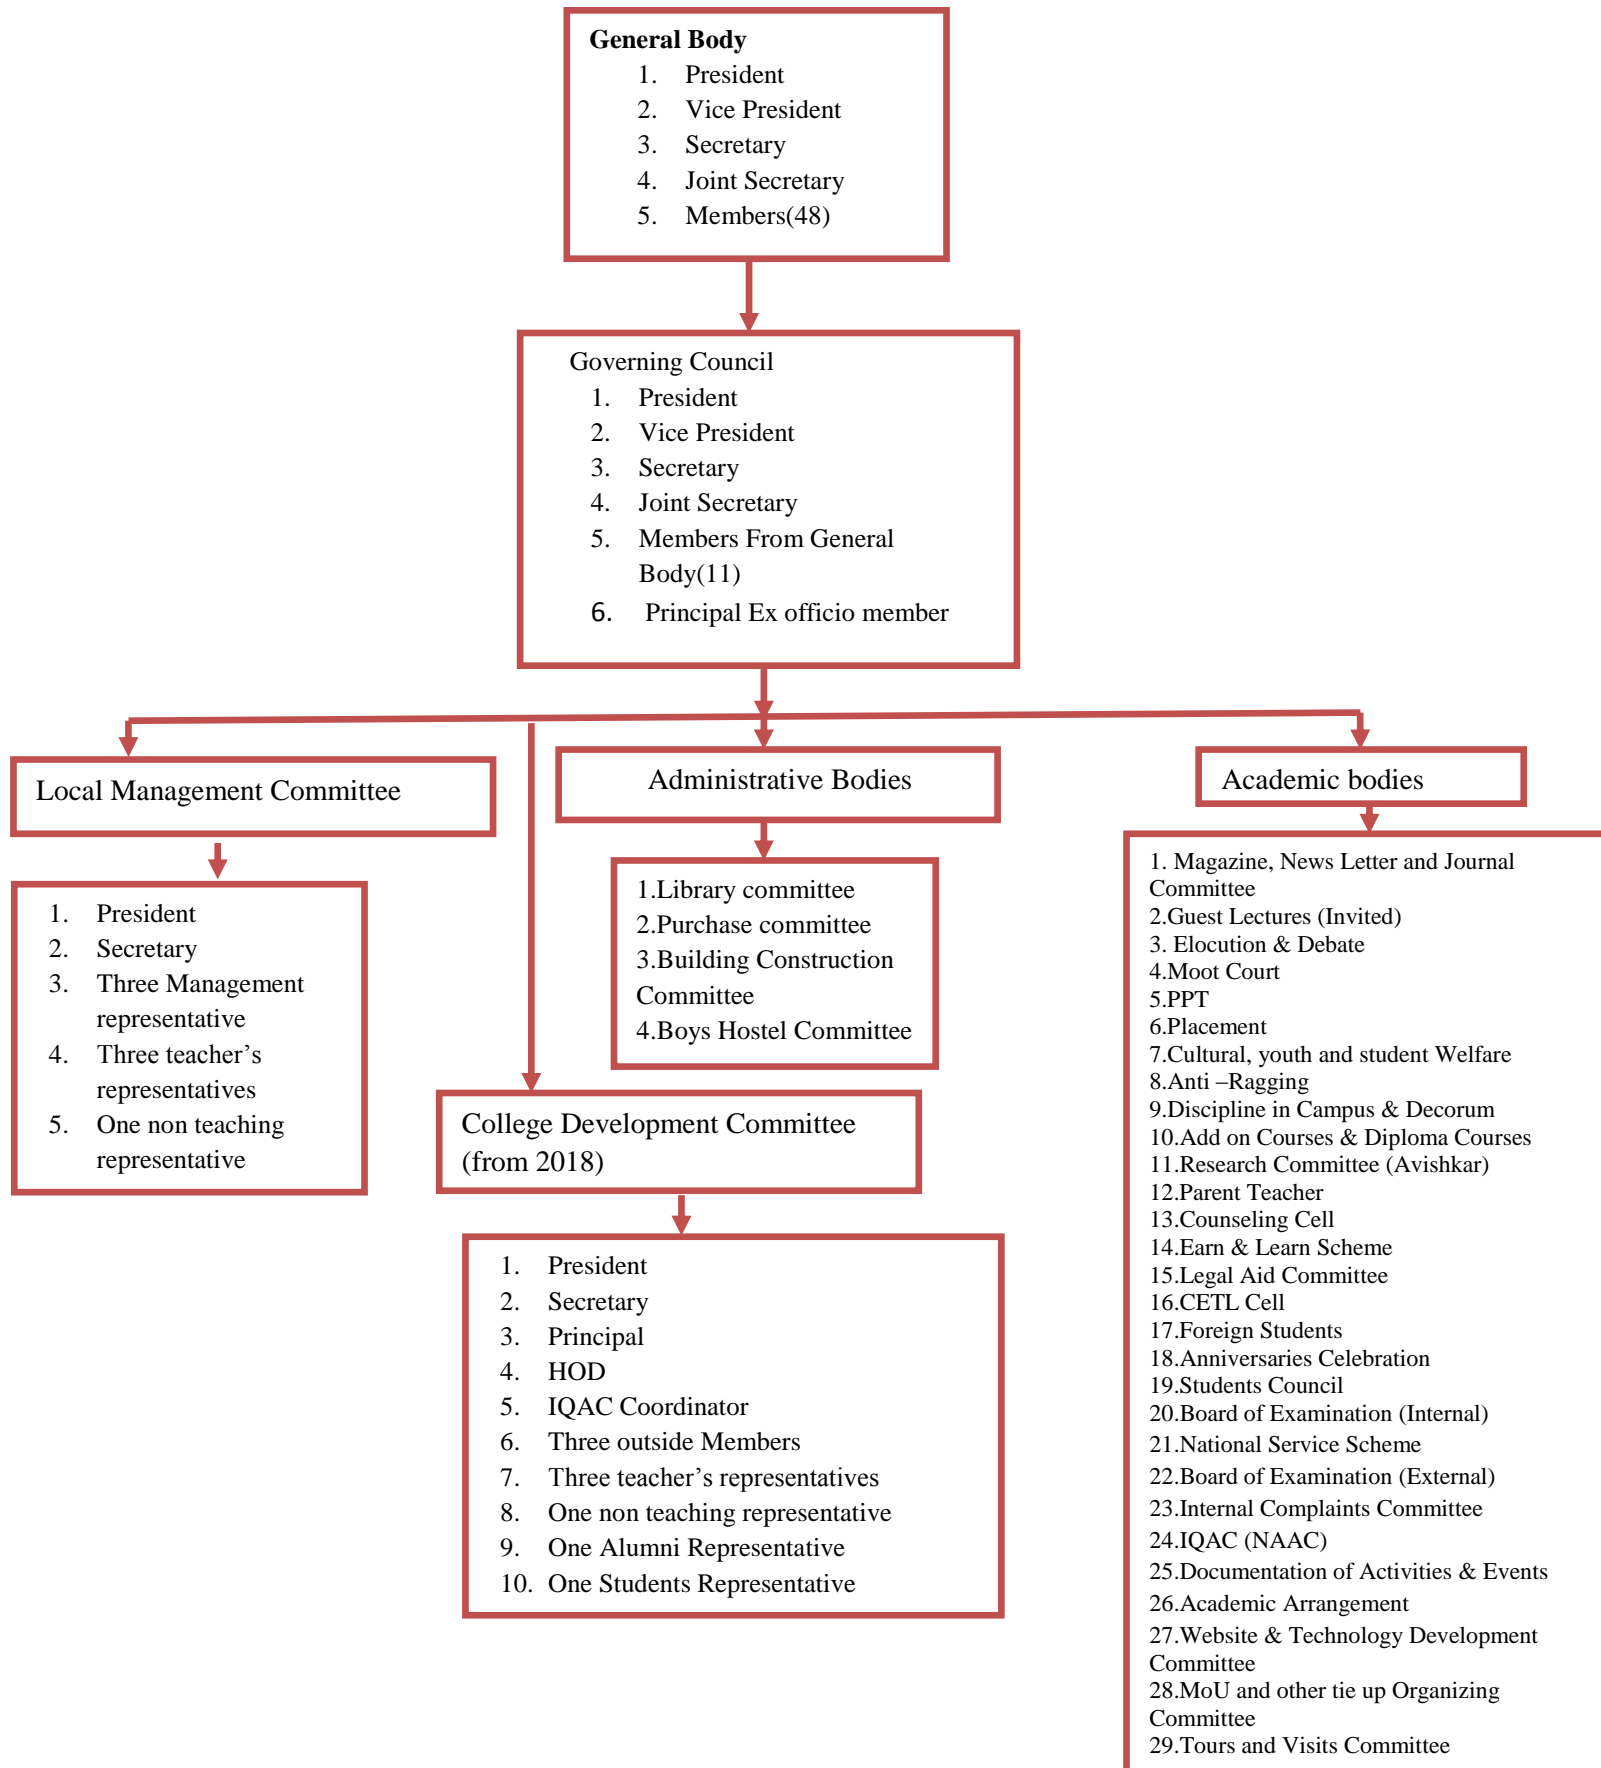 General Body
1. President
2. Vice President
3. Secretary
4. Joint Secretary
5. Members(48)
Governing Council
1. President
2. Vice President
3. Secretary
4. Joint Secretary
5. Members From General
Body(11)
6. Principal Ex officio member
Local Management Committee
1. President
2. Secretary
3. Three Management
representative
4. Three teacher’s
representatives
5. One non teaching
representative
Administrative Bodies
1.Library committee
2.Purchase committee
3.Building Construction
Committee
4.Boys Hostel Committee
College Development Committee
(from 2018)
1. President
2. Secretary
3. Principal
4. HOD
5. IQAC Coordinator
6. Three outside Members
7. Three teacher’s representatives
8. One non teaching representative
9. One Alumni Representative
10. One Students Representative
Academic bodies
1. Magazine, News Letter and Journal
Committee
2.Guest Lectures (Invited)
3. Elocution & Debate
4.Moot Court
5.PPT
6.Placement
7.Cultural, youth and student Welfare
8.Anti –Ragging
9.Discipline in Campus & Decorum
10.Add on Courses & Diploma Courses
11.Research Committee (Avishkar)
12.Parent Teacher
13.Counseling Cell
14.Earn & Learn Scheme
15.Legal Aid Committee
16.CETL Cell
17.Foreign Students
18.Anniversaries Celebration
19.Students Council
20.Board of Examination (Internal)
21.National Service Scheme
22.Board of Examination (External)
23.Internal Complaints Committee
24.IQAC (NAAC)
25.Documentation of Activities & Events
26.Academic Arrangement
27.Website & Technology Development
Committee
28.MoU and other tie up Organizing
Committee
29.Tours and Visits Committee